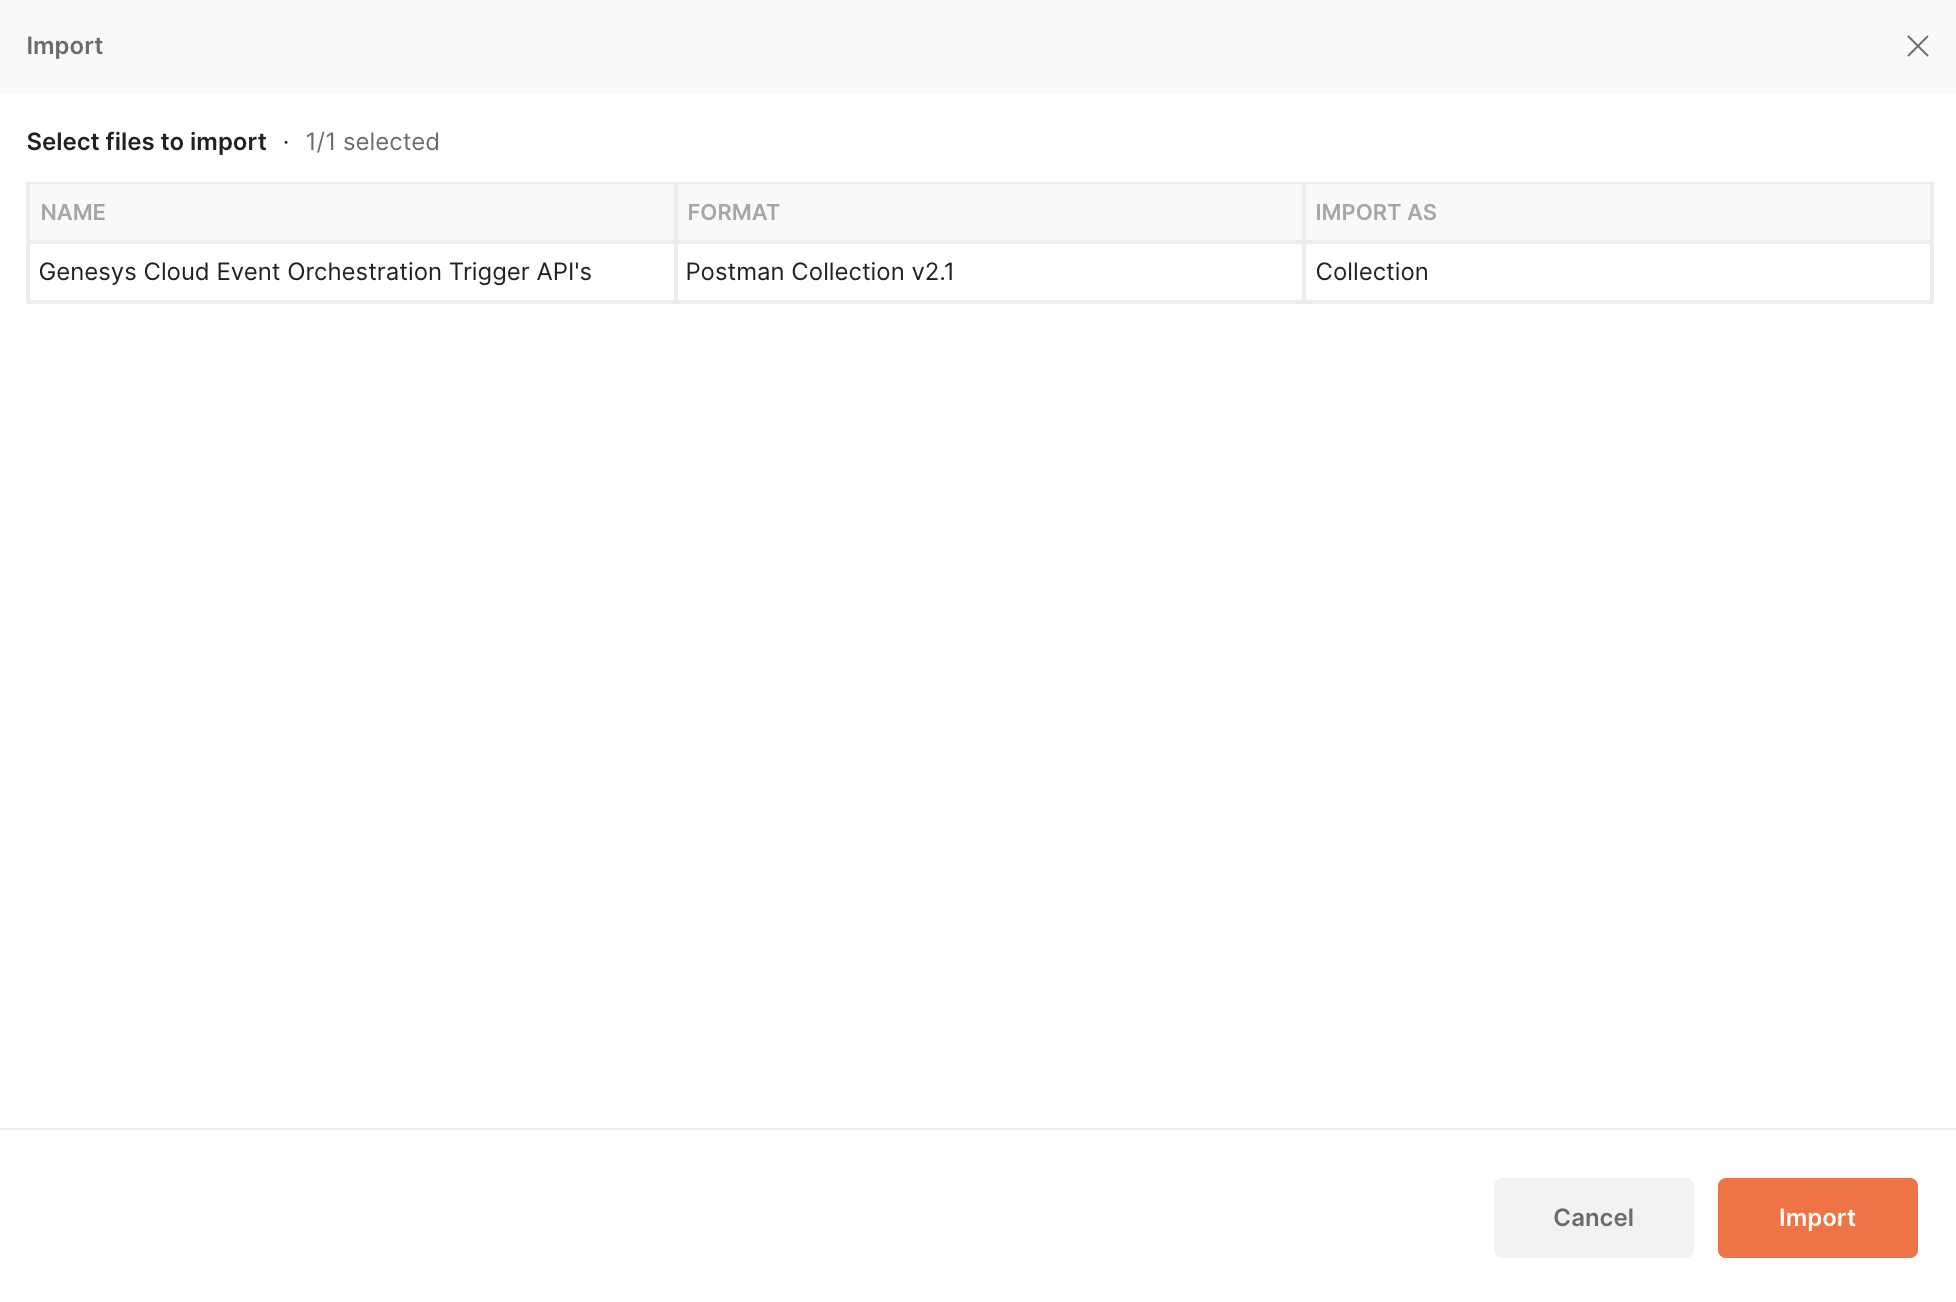 Import
Select files to import · 1/1 selected
NAME FORMAT IMPORT AS
Genesys Cloud Event Orchestration Trigger API's Postman Collection v2.1 Collection
Cancel Import